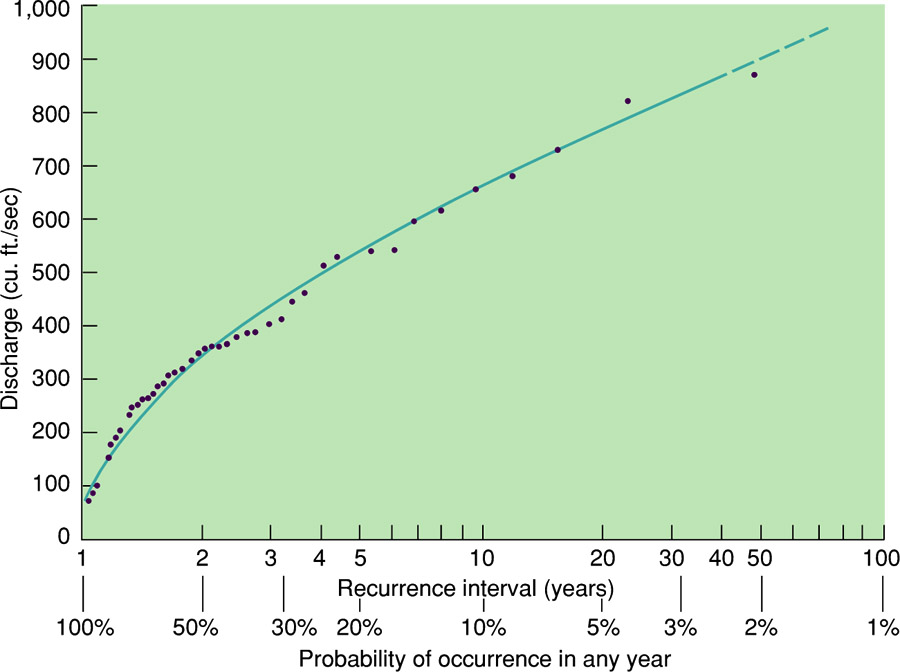 1,000
900
800
700
600
500
400
300
200
100
0
Discharge (cu. ft./sec)
1 2 3 4 5 10 20 30 40 50 100
Recurrence interval (years)
100% 50% 30% 20% 10% 5% 3% 2% 1%
Probability of occurrence in any year